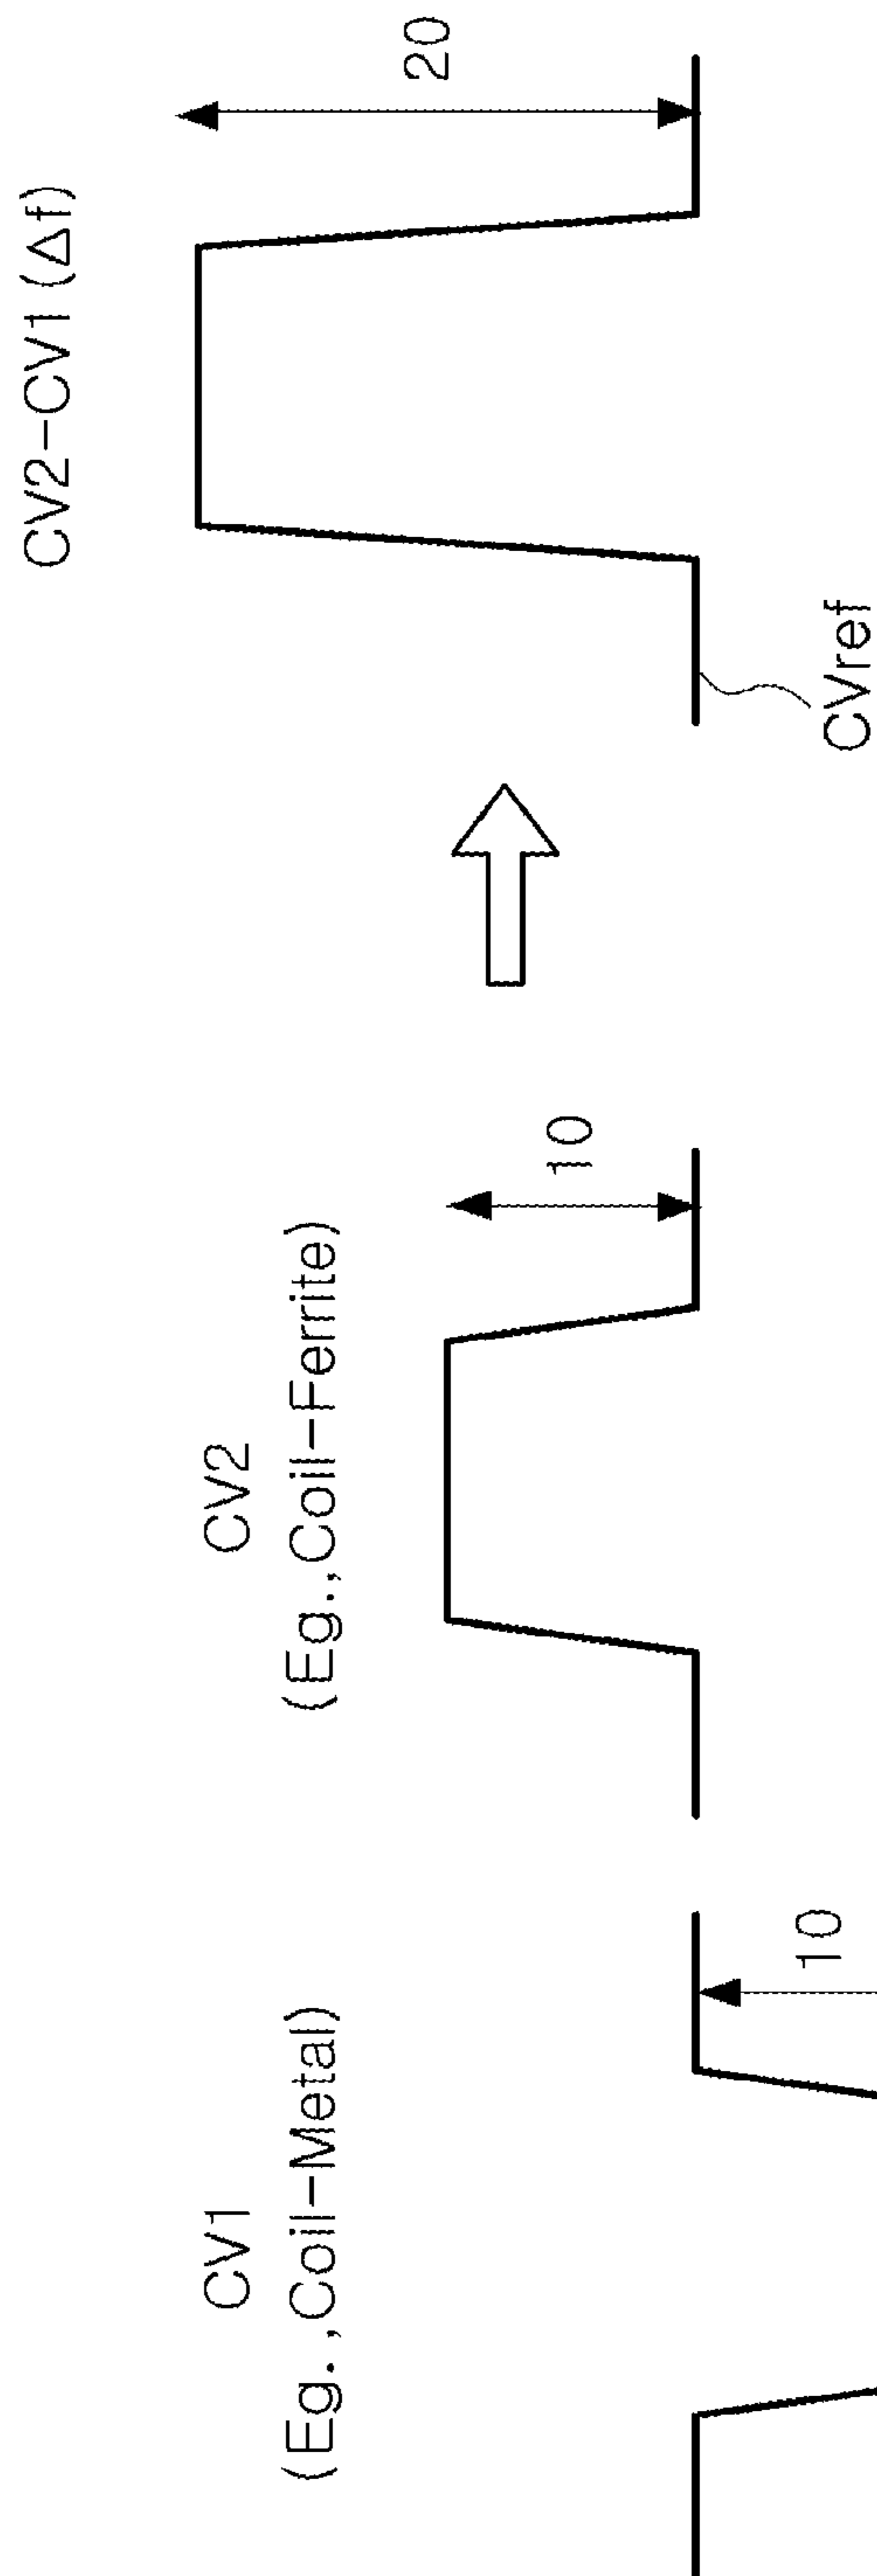 CV1
(Eg.,Coil-Metal)
10
CV2
(Eg.,Coil-Ferrite)
10
CV2-CV1(Δf)
20
CVref